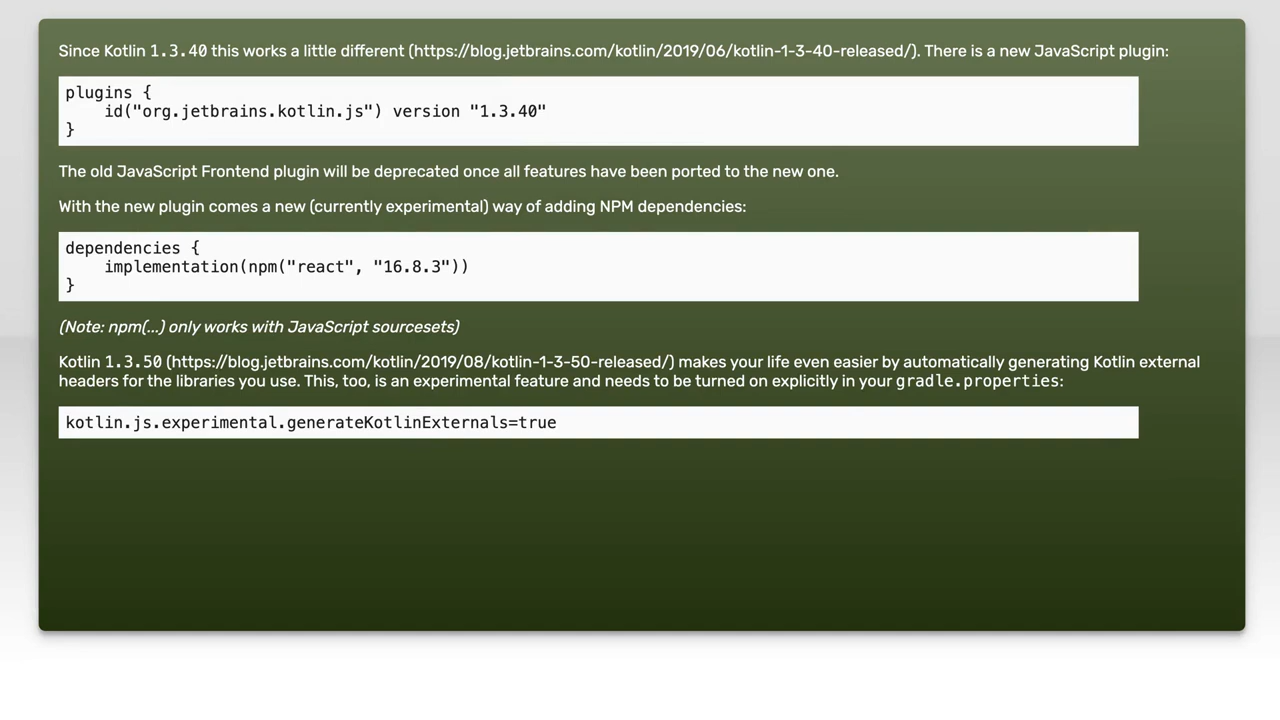 Since Kotlin 1.3.40 this works a little different (https://blog.jetbrains.com/kotlin/2019/06/kotlin-1-3-40-released/). There is a new JavaScript plugin:
plugins {
    id("org.jetbrains.kotlin.js") version "1.3.40"
}
The old JavaScript Frontend plugin will be deprecated once all features have been ported to the new one.
With the new plugin comes a new (currently experimental) way of adding NPM dependencies:
dependencies {
    implementation(npm("react", "16.8.3"))
}
(Note: npm(...) only works with JavaScript sourcesets)
Kotlin 1.3.50 (https://blog.jetbrains.com/kotlin/2019/08/kotlin-1-3-50-released/) makes your life even easier by automatically generating Kotlin external
headers for the libraries you use. This, too, is an experimental feature and needs to be turned on explicitly in your gradle.properties:
kotlin.js.experimental.generateKotlinExternals=true